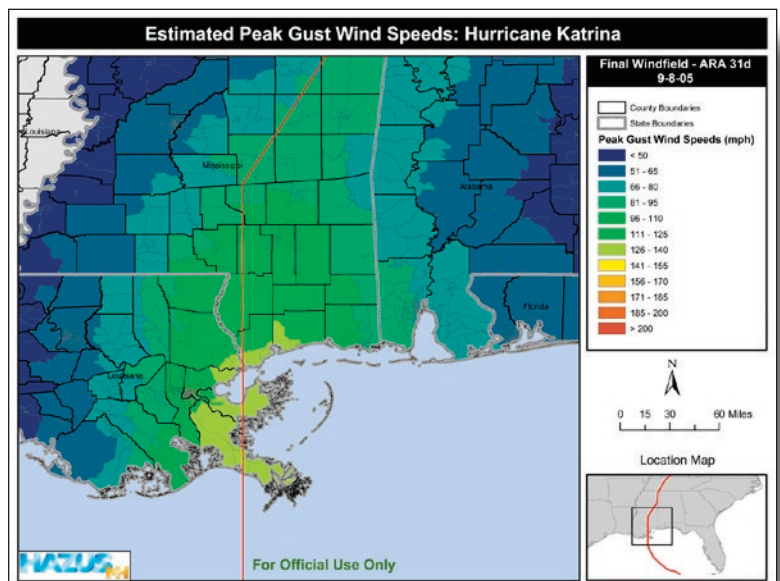 Estimated Peak Gust Wind Speeds: Hurricane Katrina
Final Windfield - ARA 31d
9-8-05
County Boundaries
State Boundaries
Peak Gust Wind Speeds (mph)
< 50
51 - 65
66 - 80
81 - 95
96 - 110
111 - 125
126 - 140
141 - 155
156 - 170
171 - 185
185 - 200
> 200
Louisiana
Mississippi
Alabama
Florida
Louisiana
N
0 15 30 60 Miles
Location Map
HAZUS MH
For Official Use Only